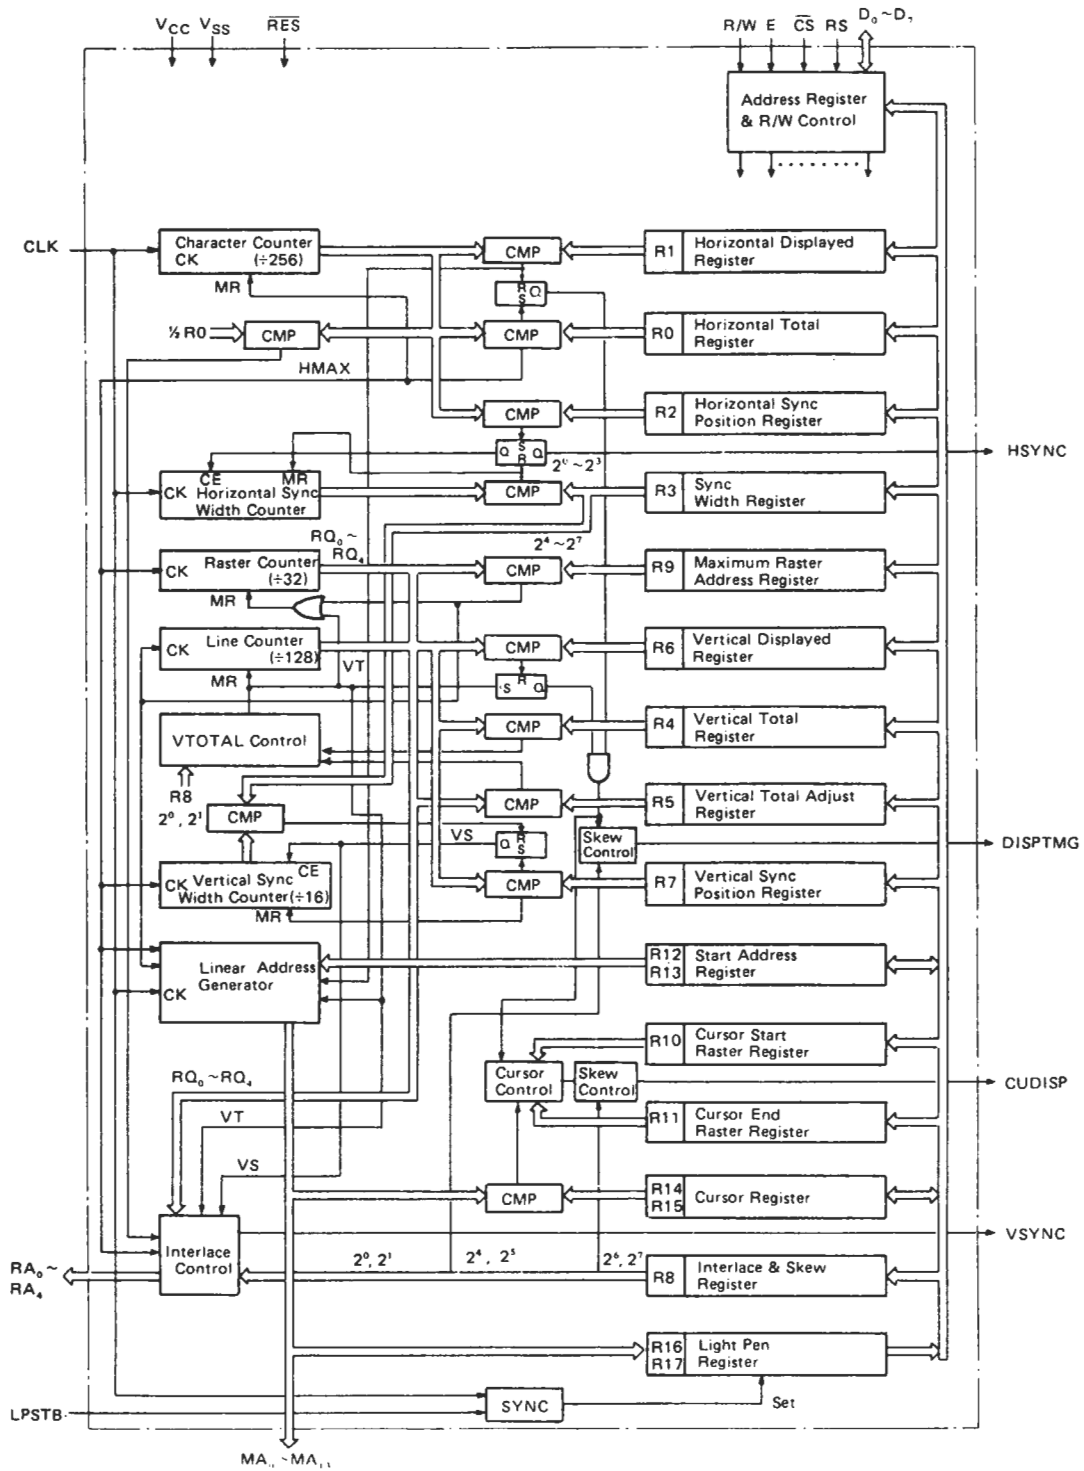 VCC VSS RES
R/W E CS RS D₀~D₇
Address Register
& R/W Control
CLK
Character Counter
CK (÷256)
MR
CMP
R1 Horizontal Displayed
Register
R Q
S
½ R0
CMP
CMP
R0 Horizontal Total
Register
HMAX
CMP
R2 Horizontal Sync
Position Register
Q S Q
R
2⁰~2³
HSYNC
CE MR
CK Horizontal Sync
Width Counter
CMP
R3 Sync
Width Register
RQ₀~
RQ₄
2⁴~2⁷
Raster Counter
CK (÷32)
MR
CMP
R9 Maximum Raster
Address Register
Line Counter
CK (÷128)
MR
VT
CMP
R6 Vertical Displayed
Register
S R Q
VTOTAL Control
CMP
R4 Vertical Total
Register
R8
2⁰, 2¹
CMP
CMP
R5 Vertical Total Adjust
Register
VS
Q R
S
Skew
Control
DISPTMG
CE
CK Vertical Sync
Width Counter(÷16)
MR
CMP
R7 Vertical Sync
Position Register
Linear Address
Generator
CK
R12 Start Address
R13 Register
R10 Cursor Start
Raster Register
RQ₀~RQ₄
Cursor
Control
Skew
Control
CUDISP
VT
R11 Cursor End
Raster Register
VS
CMP
R14
R15 Cursor Register
VSYNC
Interlace
Control
RA₀~
RA₄
2⁰, 2¹ 2⁴, 2⁵ 2⁶, 2⁷
R8 Interlace & Skew
Register
R16 Light Pen
R17 Register
LPSTB
SYNC
Set
MA ~MA